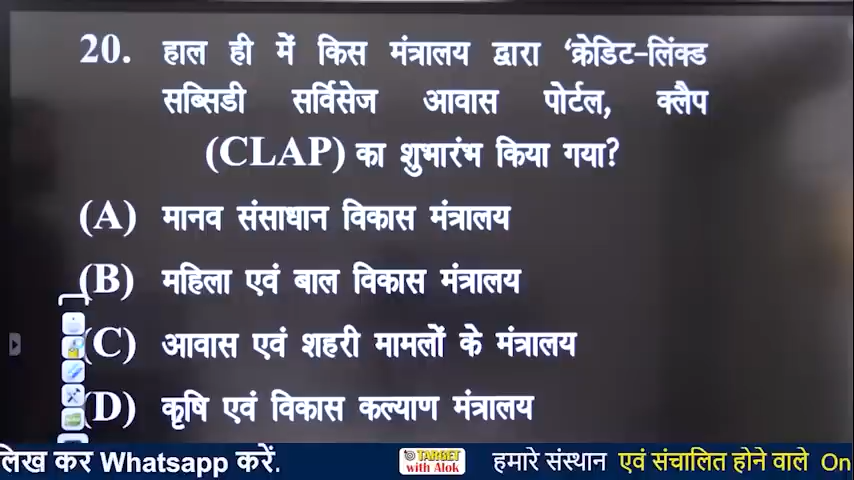 20. हाल ही में किस मंत्रालय द्वारा 'क्रेडिट-लिंक्ड
सब्सिडी सर्विसेज आवास पोर्टल, क्लैप
(CLAP) का शुभारंभ किया गया?
(A) मानव संसाधान विकास मंत्रालय
(B) महिला एवं बाल विकास मंत्रालय
(C) आवास एवं शहरी मामलों के मंत्रालय
(D) कृषि एवं विकास कल्याण मंत्रालय
लिख कर Whatsapp करें. TARGET with Alok हमारे संस्थान एवं संचालित होने वाले On